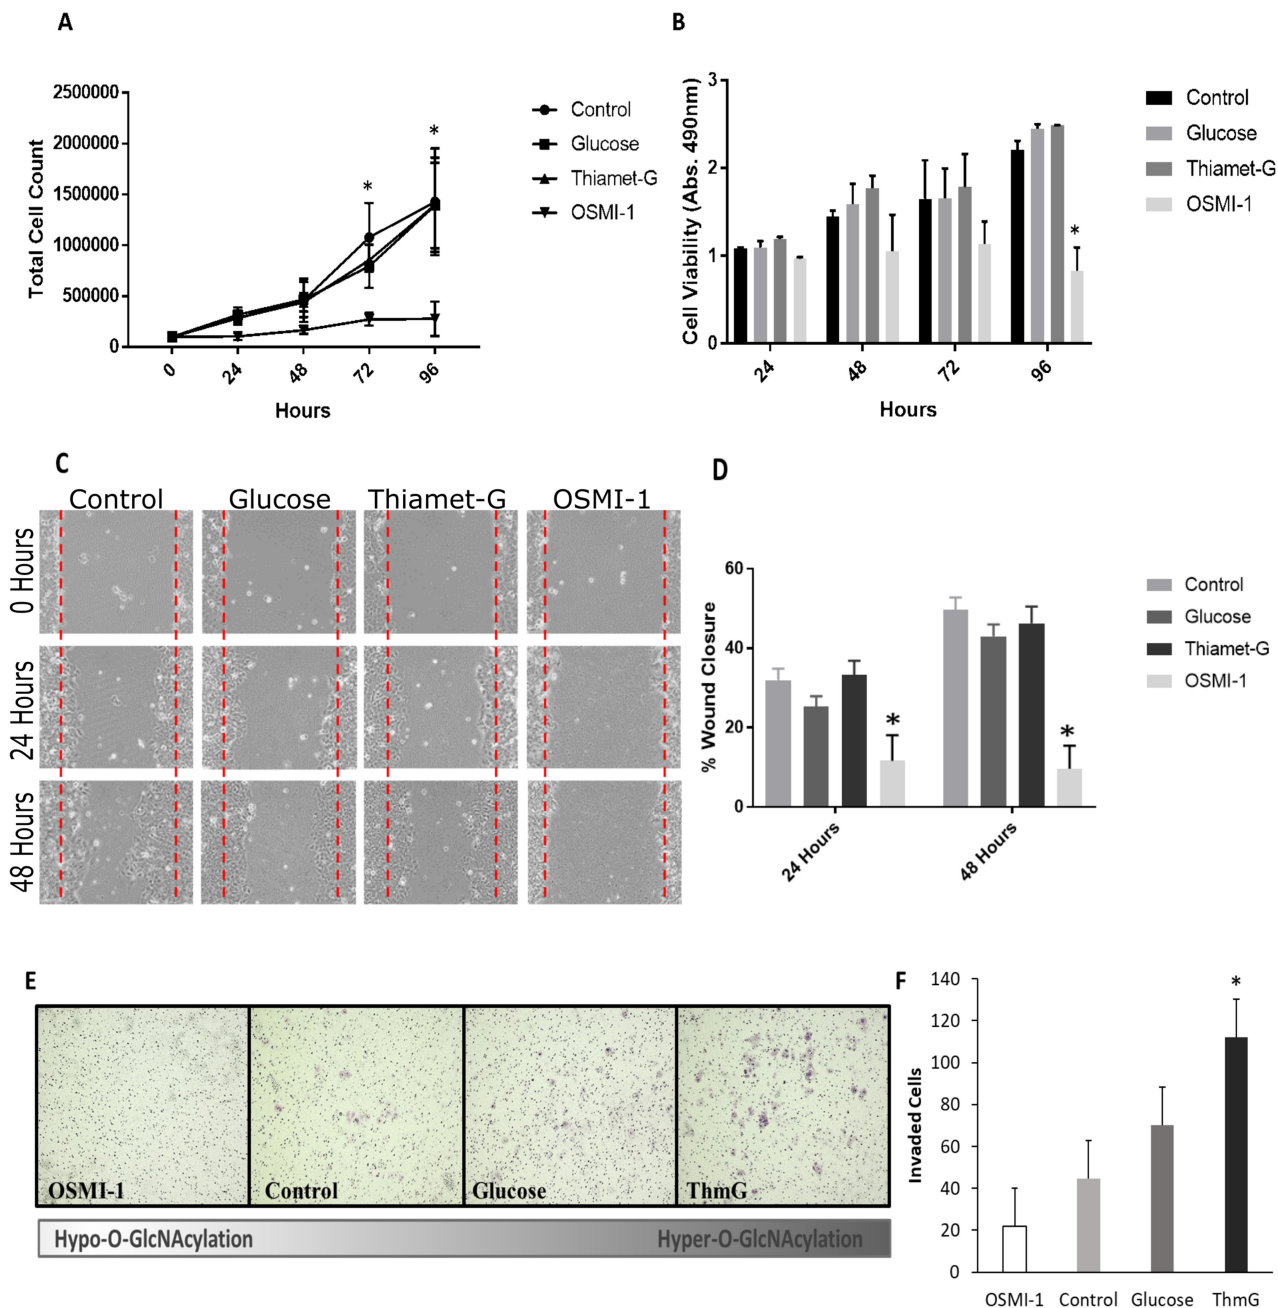 A
2500000
2000000
1500000
1000000
500000
0
Total Cell Count
0
24
48
72
96
Hours
*
*
Control
Glucose
Thiamet-G
OSMI-1
B
3
2
1
0
Cell Viability (Abs. 490nm)
24
48
72
96
Hours
*
Control
Glucose
Thiamet-G
OSMI-1
C
Control Glucose Thiamet-G OSMI-1
0 Hours
24 Hours
48 Hours
D
60
40
20
0
% Wound Closure
24 Hours
48 Hours
*
*
Control
Glucose
Thiamet-G
OSMI-1
E
OSMI-1 Control Glucose ThmG
Hypo-O-GlcNAcylation Hyper-O-GlcNAcylation
F
140
120
100
80
60
40
20
0
Invaded Cells
*
OSMI-1 Control Glucose ThmG